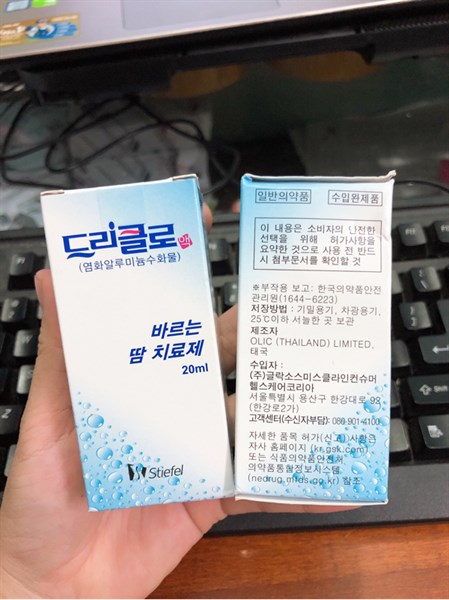 드리클로액
(염화알루미늄수화물)
바르는
땀 치료제
20ml
Stiefel
일반의약품
수입완제품
이 내용은 소비자의 안전한
선택을 위해 허가사항을
요약한 것으로 사용 전 반드
시 첨부문서를 확인할 것
※부작용 보고: 한국의약품안전
관리원(1644-6223)
저장방법 : 기밀용기, 차광용기,
25℃이하 서늘한 곳 보관
제조자
OLIC (THAILAND) LIMITED,
태국
수입자 :
(주)글락소스미스클라인컨슈머
헬스케어코리아
서울특별시 용산구 한강대로 92
(한강로2가)
고객센터(수신자부담): 080-901-4100
자세한 품목 허가(신고) 사항은
자사 홈페이지 (kr.gsk.com)
또는 식품의약품안전처
의약품통합정보시스템
(nedrug.mfds.go.kr) 참조